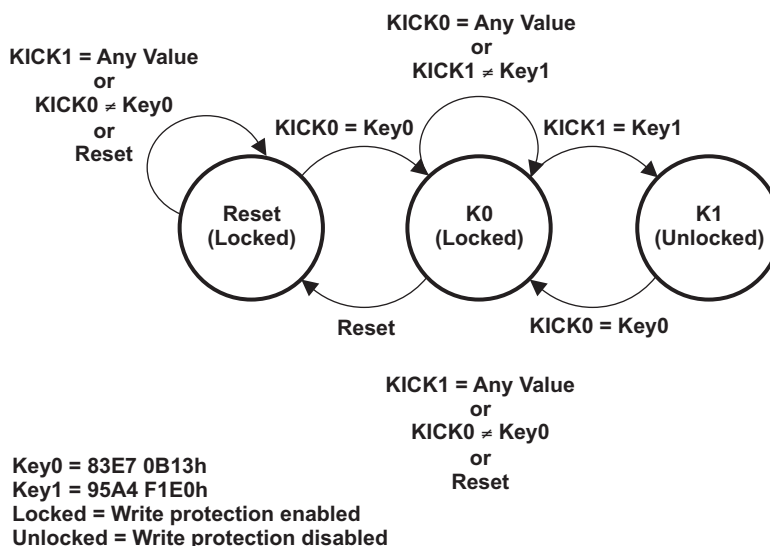 KICK1 = Any Value
or
KICK0 ≠ Key0
or
Reset
KICK0 = Any Value
or
KICK1 ≠ Key1
KICK0 = Key0
KICK1 = Key1
Reset
(Locked)
K0
(Locked)
K1
(Unlocked)
Reset
KICK0 = Key0
KICK1 = Any Value
or
KICK0 ≠ Key0
or
Reset
Key0 = 83E7 0B13h
Key1 = 95A4 F1E0h
Locked = Write protection enabled
Unlocked = Write protection disabled